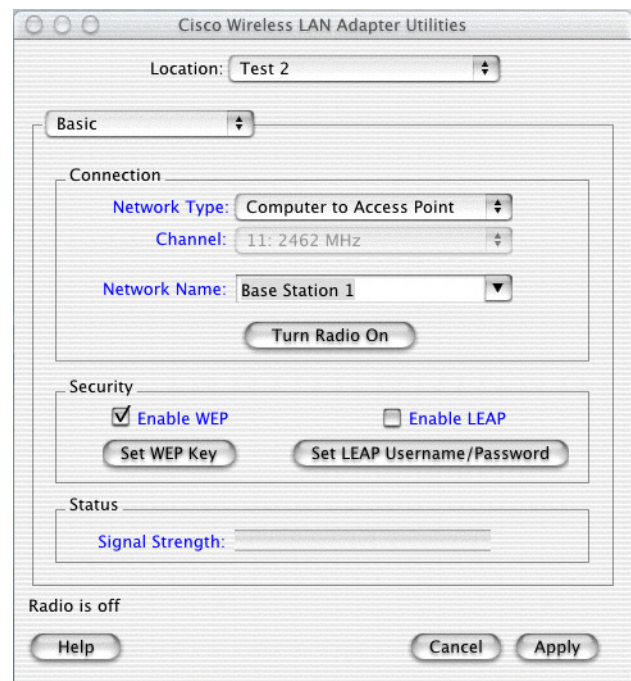 Cisco Wireless LAN Adapter Utilities
Location: Test 2
Basic
Connection
Network Type: Computer to Access Point
Channel: 11: 2462 MHz
Network Name: Base Station 1
Turn Radio On
Security
Enable WEP Enable LEAP
Set WEP Key Set LEAP Username/Password
Status
Signal Strength:
Radio is off
Help Cancel Apply